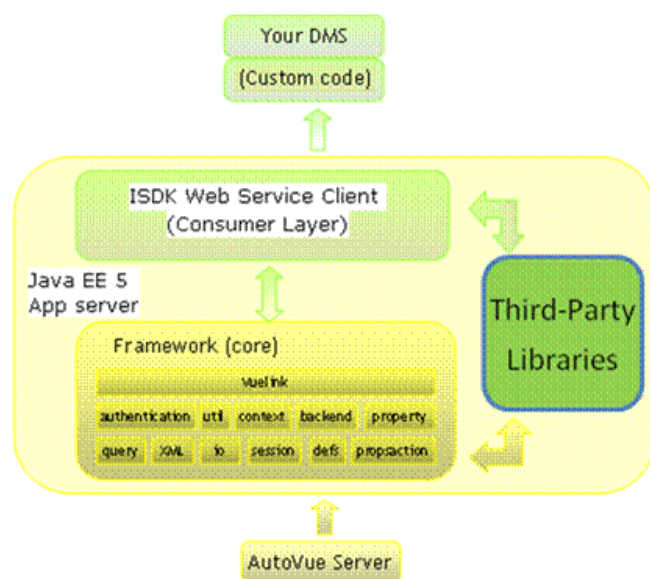 Your DMS
(Custom code)
ISDK Web Service Client
(Consumer Layer)
Java EE 5
App server
Third-Party
Libraries
Framework (core)
Vuelink
authentication util context backend property
query XML io session defs propsaction
AutoVue Server